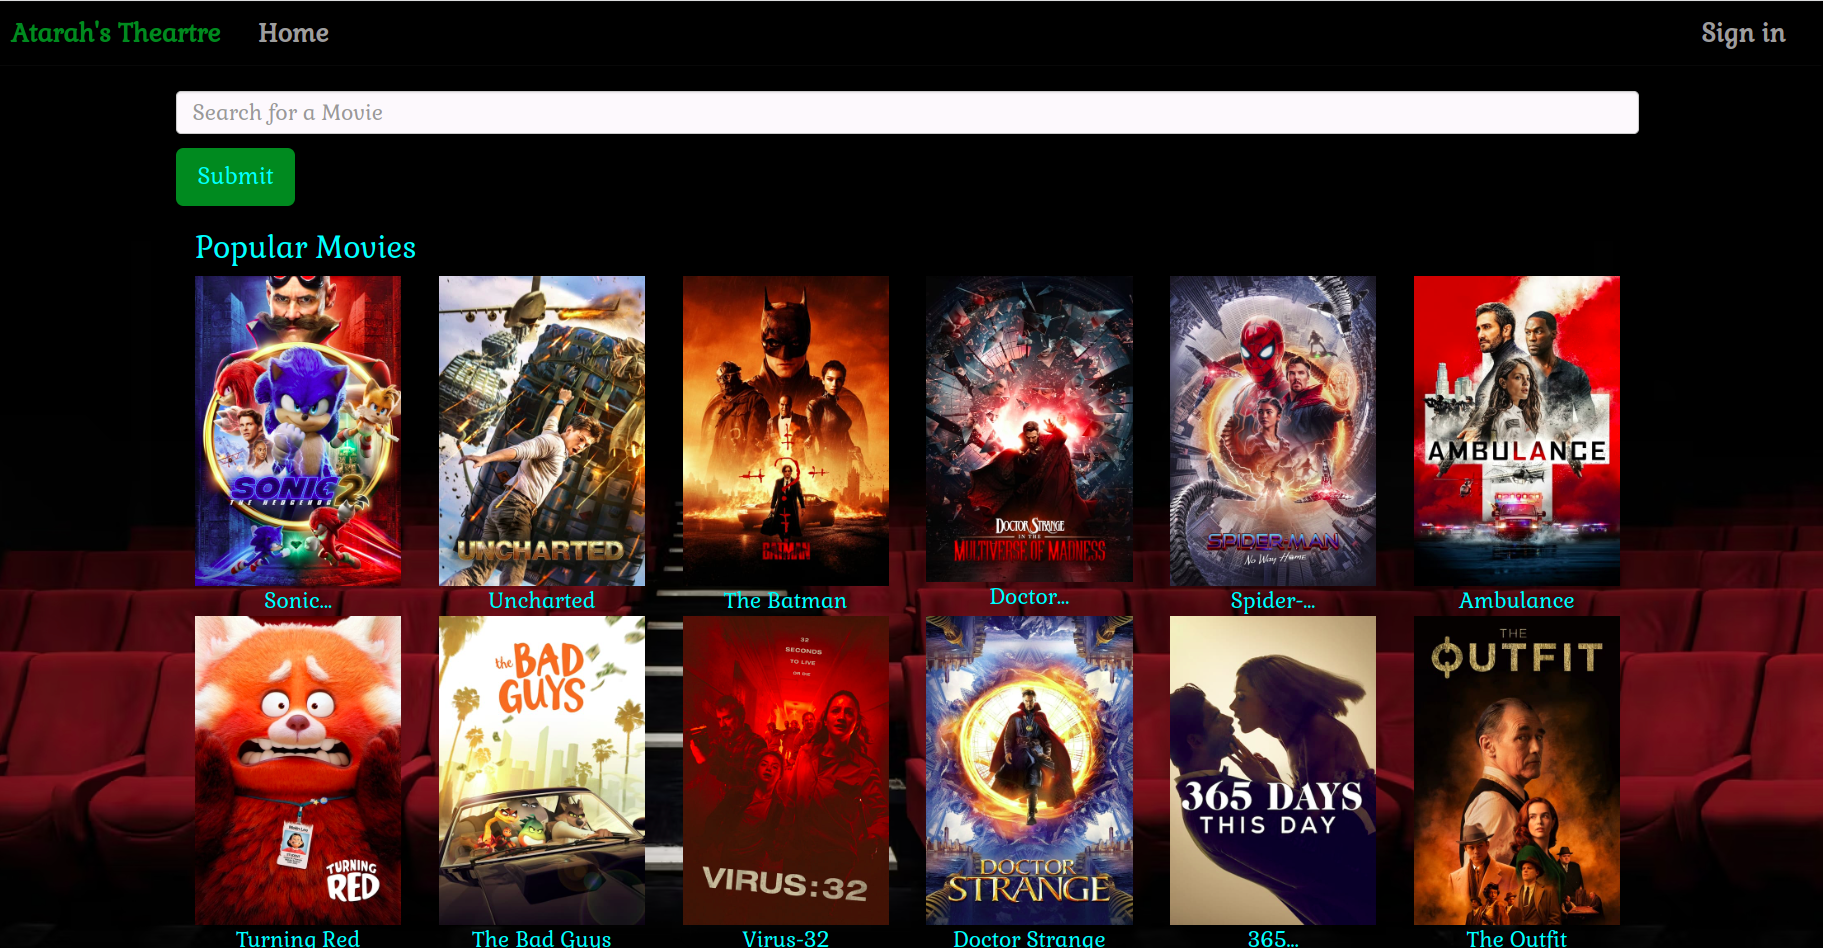 Atarah's Theartre Home Sign in
Search for a Movie
Submit
Popular Movies
SONIC 2
THE HEDGEHOG
UNCHARTED
THE
BATMAN
DOCTOR STRANGE
IN THE
MULTIVERSE OF MADNESS
SPIDER-MAN
No Way Home
AMBULANCE
Sonic...
Uncharted
The Batman
Doctor...
Spider-...
Ambulance
TURNING
RED
the BAD
GUYS
32
SECONDS
TO LIVE
OR DIE
VIRUS:32
DOCTOR
STRANGE
365 DAYS
THIS DAY
THE
OUTFIT
Turning Red
The Bad Guys
Virus-32
Doctor Strange
365...
The Outfit